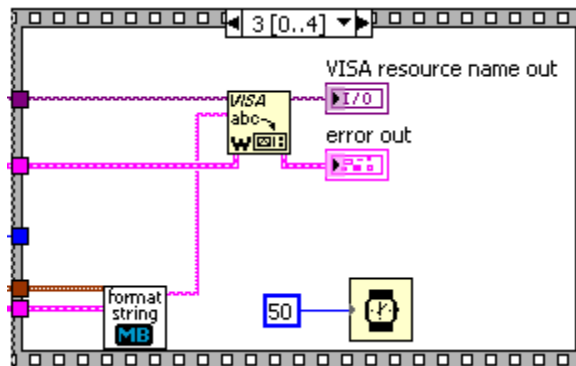 3 [0..4]
VISA resource name out
VISA
abc
W
I/O
error out
format
string
MB
50